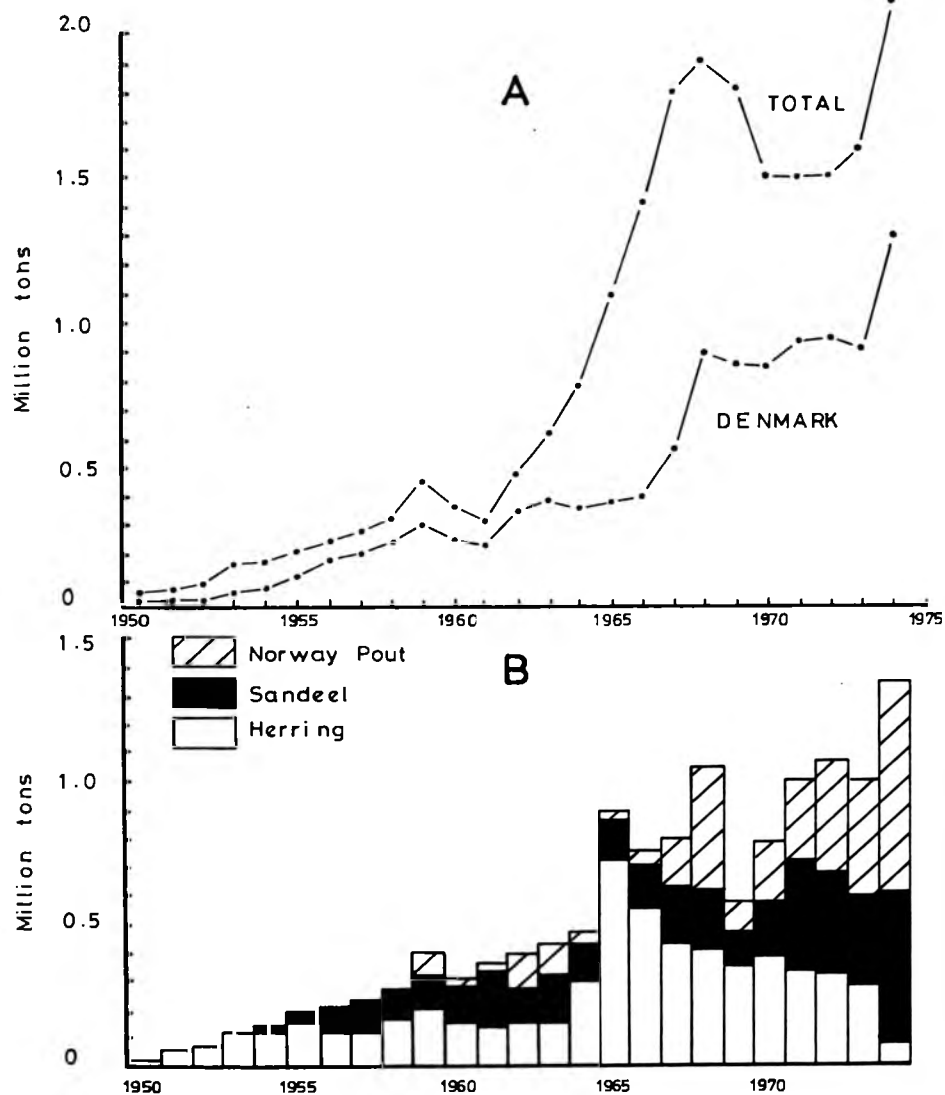 2.0
A
TOTAL
1.5
Million tons
1.0
DENMARK
0.5
0
1950 1955 1960 1965 1970 1975
1.5
Norway Pout
B
Sandeel
Herring
1.0
Million tons
0.5
0
1950 1955 1960 1965 1970